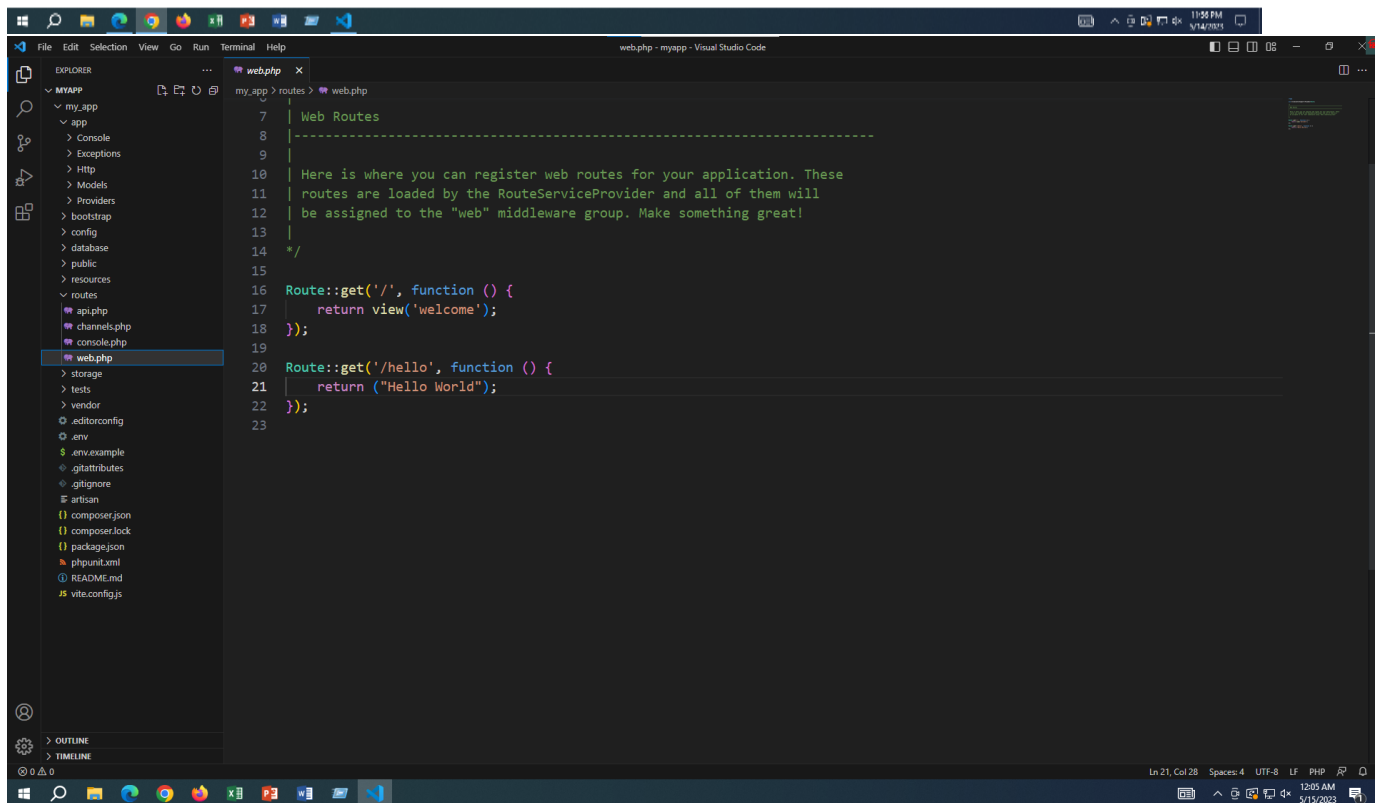 11:56 PM
5/14/2023
File Edit Selection View Go Run Terminal Help
web.php - myapp - Visual Studio Code
EXPLORER
web.php
MYAPP
my_app > routes > web.php
my_app
app
Console
Exceptions
Http
Models
Providers
bootstrap
config
database
public
resources
routes
api.php
channels.php
console.php
web.php
storage
tests
vendor
.editorconfig
.env
$ .env.example
.gitattributes
.gitignore
artisan
{} composer.json
{} composer.lock
{} package.json
phpunit.xml
README.md
JS vite.config.js
OUTLINE
TIMELINE
7 | Web Routes
8 |--------------------------------------------------------------------------
9 |
10 | Here is where you can register web routes for your application. These
11 | routes are loaded by the RouteServiceProvider and all of them will
12 | be assigned to the "web" middleware group. Make something great!
13 |
14 */
15
16 Route::get('/', function () {
17 return view('welcome');
18 });
19
20 Route::get('/hello', function () {
21 return ("Hello World");
22 });
23
0 0
Ln 21, Col 28 Spaces: 4 UTF-8 LF PHP
12:05 AM
5/15/2023